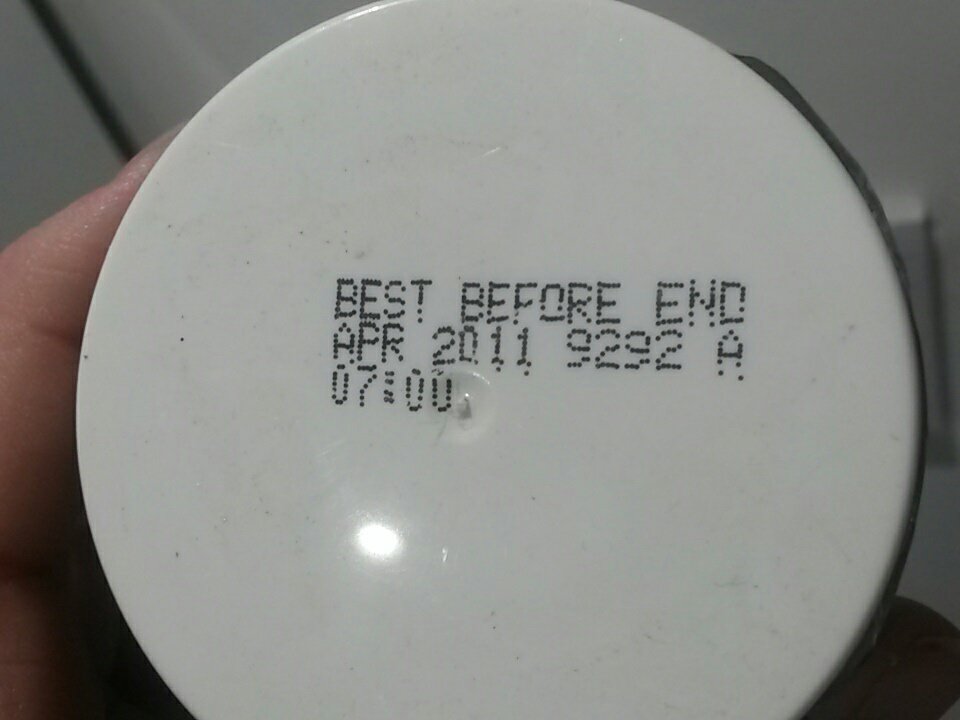 BEST BEFORE END
APR 2011 9292 A
07:00